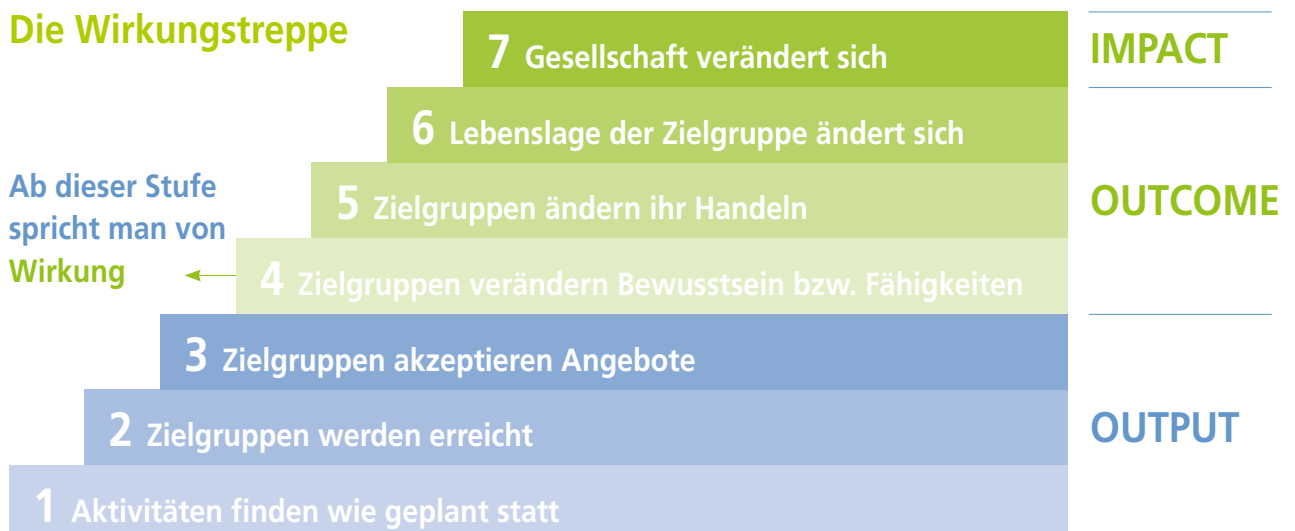 Die Wirkungstreppe
7 Gesellschaft verändert sich
IMPACT
6 Lebenslage der Zielgruppe ändert sich
Ab dieser Stufe
spricht man von
Wirkung
5 Zielgruppen ändern ihr Handeln
OUTCOME
4 Zielgruppen verändern Bewusstsein bzw. Fähigkeiten
3 Zielgruppen akzeptieren Angebote
2 Zielgruppen werden erreicht
OUTPUT
1 Aktivitäten finden wie geplant statt